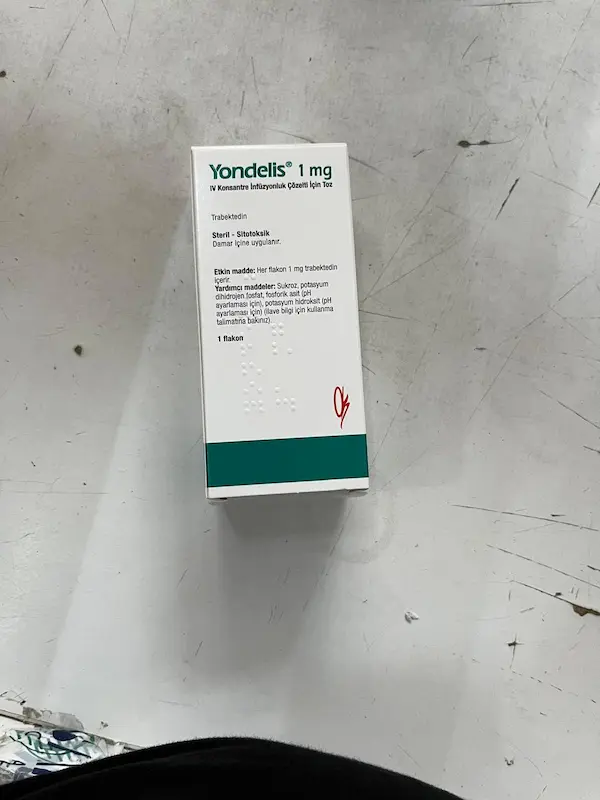 Yondelis® 1 mg
IV Konsantre İnfüzyonluk Çözelti İçin Toz
Trabektedin
Steril - Sitotoksik
Damar içine uygulanır.
Etkin madde: Her flakon 1 mg trabektedin
içerir.
Yardımcı maddeler: Sukroz, potasyum
dihidrojen fosfat, fosforik asit (pH
ayarlaması için), potasyum hidroksit (pH
ayarlaması için) (ilave bilgi için kullanma
talimatına bakınız).
1 flakon